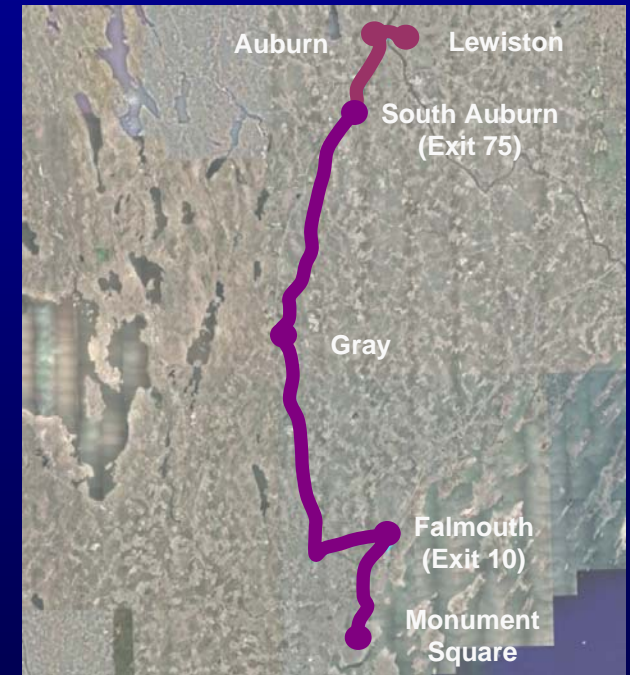 Auburn
Lewiston
South Auburn
(Exit 75)
Gray
Falmouth
(Exit 10)
Monument
Square